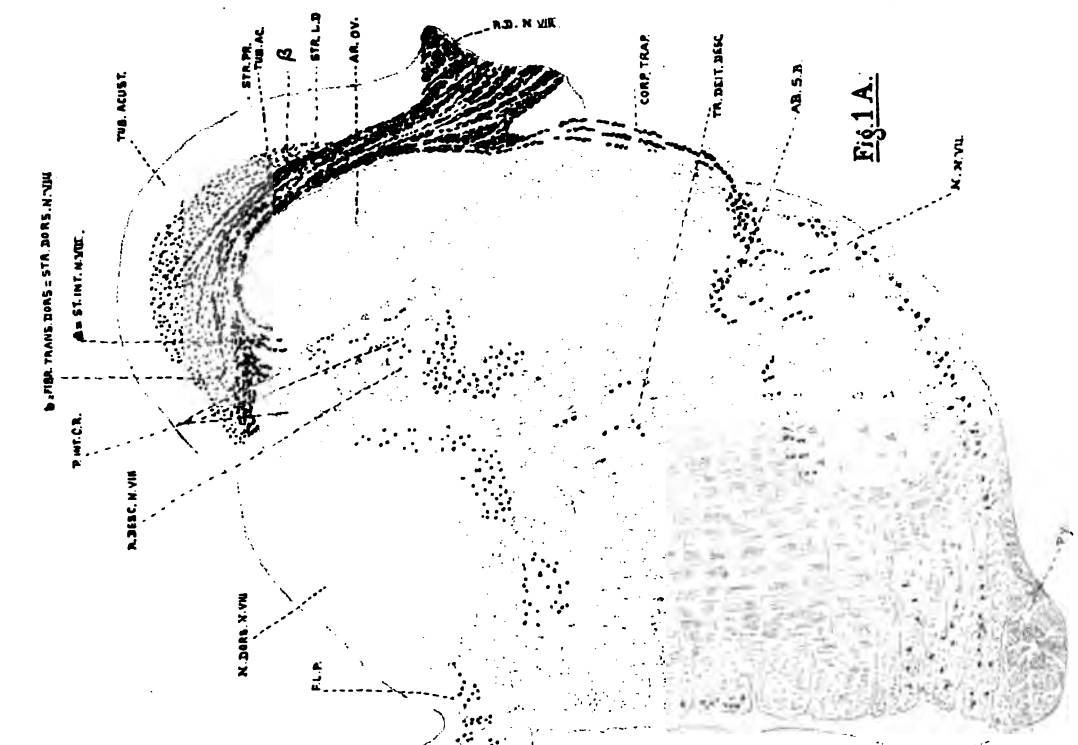 b = FIBR. TRANS. DORS = STR. DORS. N. VIII
TUB. ACUST.
STR. PR.
TUB. AC.
β
STR. L.D
AR. OV.
R.D. N VIII.
CORP. TRAP.
TR. DEIT. DESC
AB. S.B
Fig. 1 A.
N. N VII.
= ST. INT. N. VIII.
P. INT. C.R.
R. DESC. N. VIII
N. DORS. N. VIII
F. L. P.
PY.